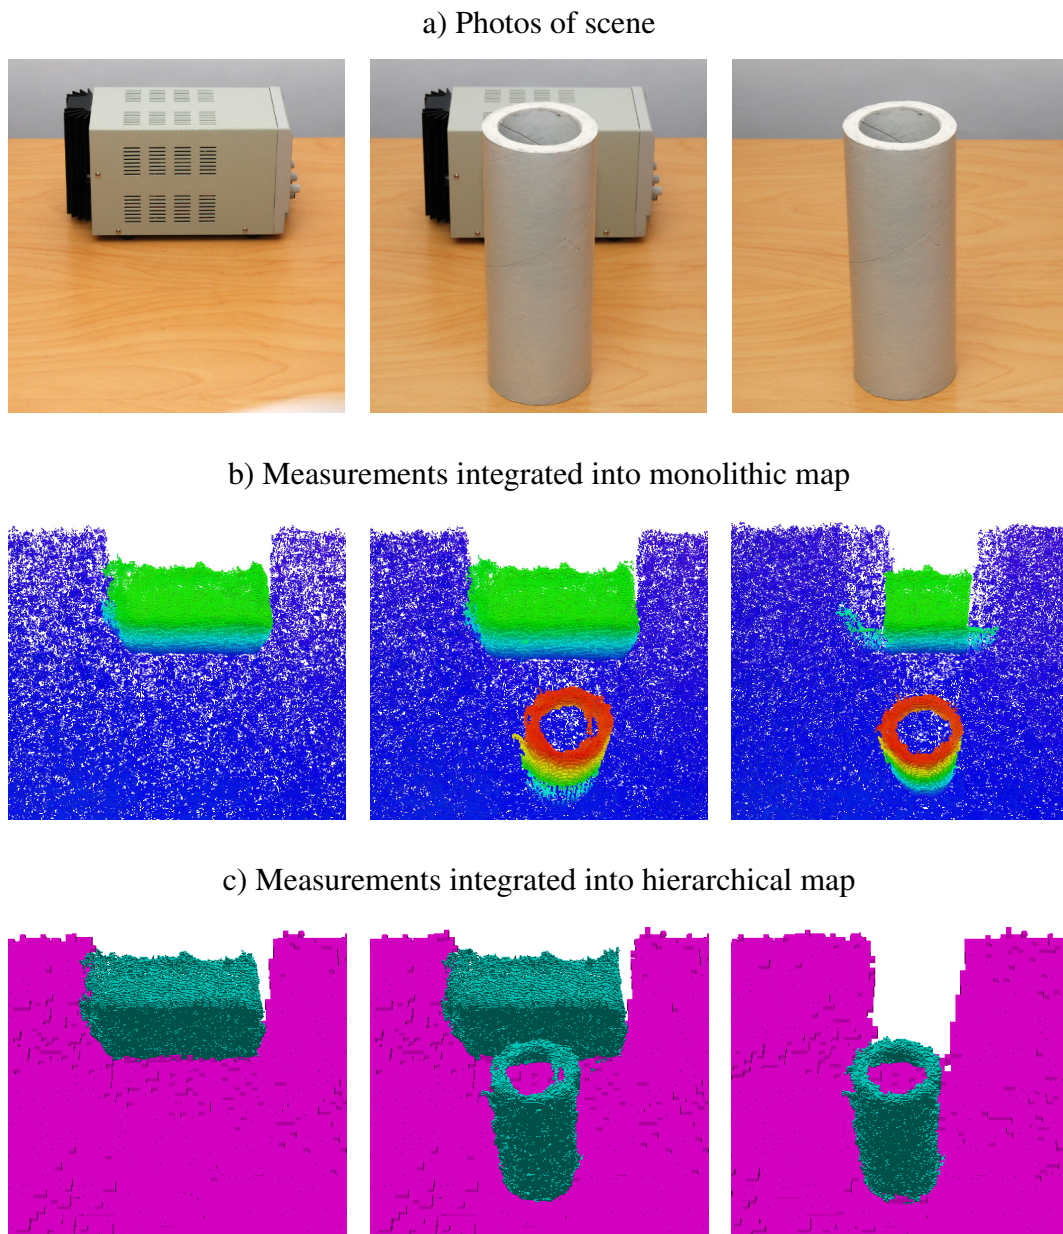 a) Photos of scene
b) Measurements integrated into monolithic map
c) Measurements integrated into hierarchical map